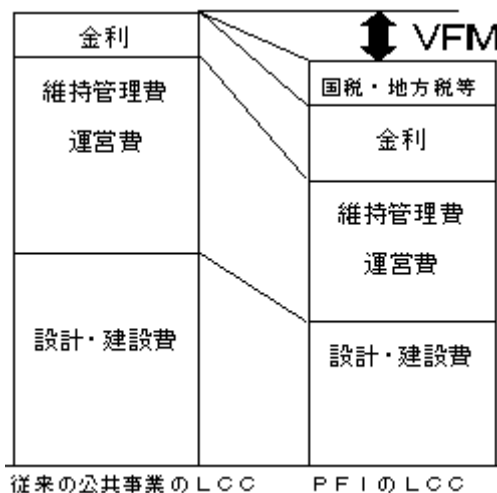 金利
維持管理費
運営費
設計・建設費
従来の公共事業のＬＣＣ
VFM
国税・地方税等
金利
維持管理費
運営費
設計・建設費
ＰＦＩのＬＣＣ